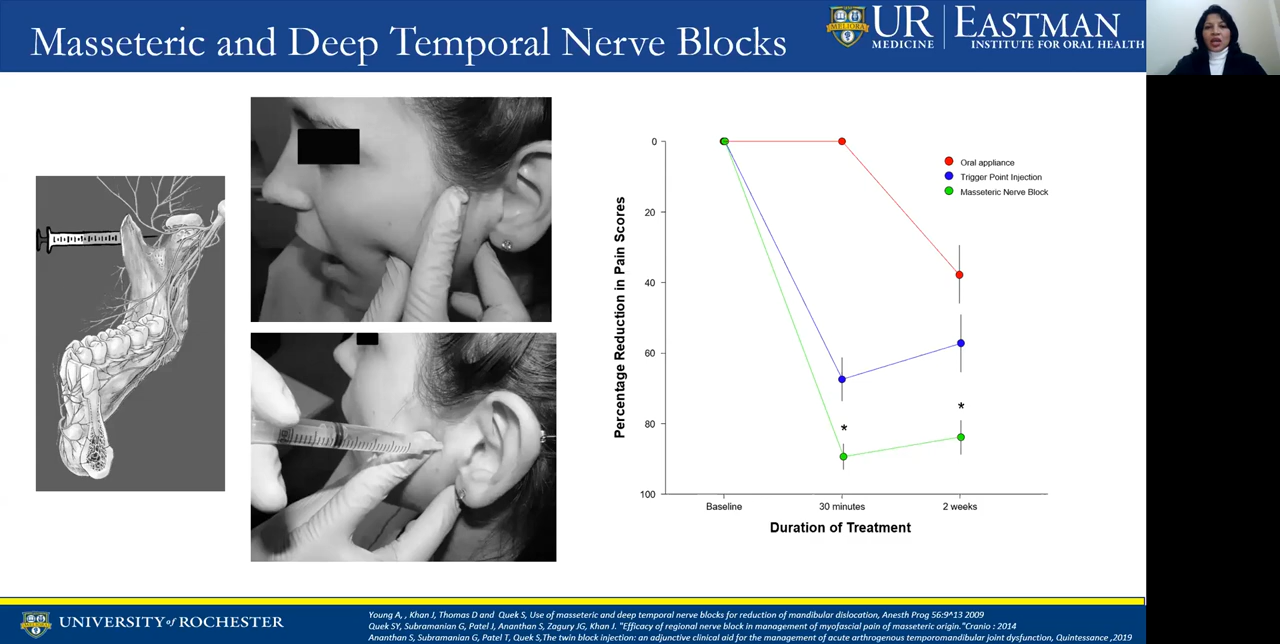 Masseteric and Deep Temporal Nerve Blocks
MELIORA
UR
MEDICINE
EASTMAN
INSTITUTE FOR ORAL HEALTH
Oral appliance
Trigger Point Injection
Masseteric Nerve Block
Percentage Reduction in Pain Scores
0
20
40
60
80
100
*
*
Baseline
30 minutes
2 weeks
Duration of Treatment
UNIVERSITY of ROCHESTER
Young A, , Khan J, Thomas D and Quek S, Use of masseteric and deep temporal nerve blocks for reduction of mandibular dislocation, Anesth Prog 56:9^13 2009
Quek SY, Subramanian G, Patel J, Ananthan S, Zagury JG, Khan J. "Efficacy of regional nerve block in management of myofascial pain of masseteric origin."Cranio : 2014
Ananthan S, Subramanian G, Patel T, Quek S,The twin block injection: an adjunctive clinical aid for the management of acute arthrogenous temporomandibular joint dysfunction, Quintessance ,2019